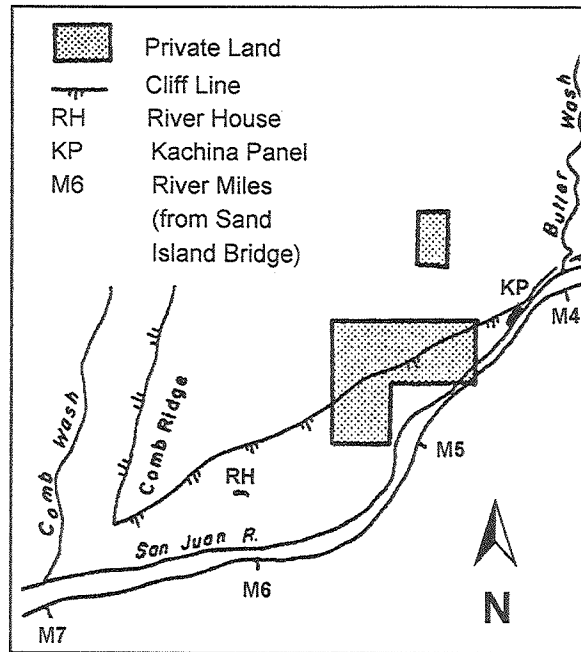 Private Land
Cliff Line
RH River House
KP Kachina Panel
M6 River Miles
(from Sand
Island Bridge)
Butler Wash
KP
M4
Comb Wash
Comb Ridge
M5
RH
San Juan R.
M6
N
M7